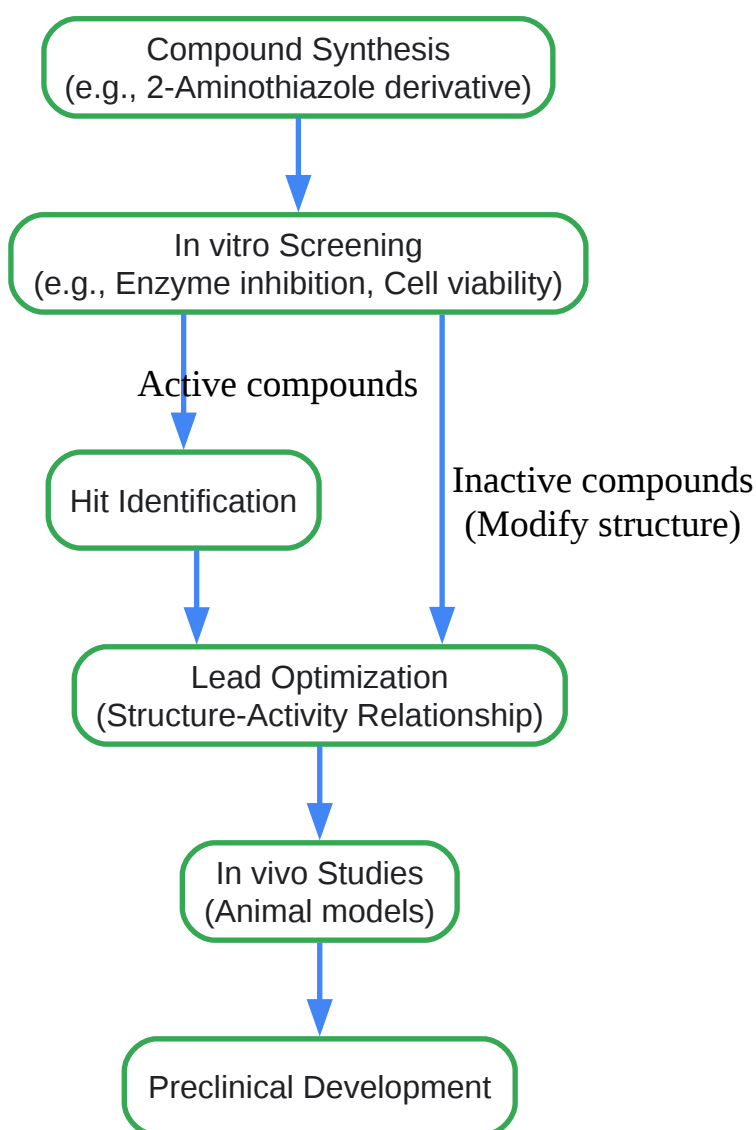 Compound Synthesis
(e.g., 2-Aminothiazole derivative)
In vitro Screening
(e.g., Enzyme inhibition, Cell viability)
Active compounds
Hit Identification
Inactive compounds
(Modify structure)
Lead Optimization
(Structure-Activity Relationship)
In vivo Studies
(Animal models)
Preclinical Development